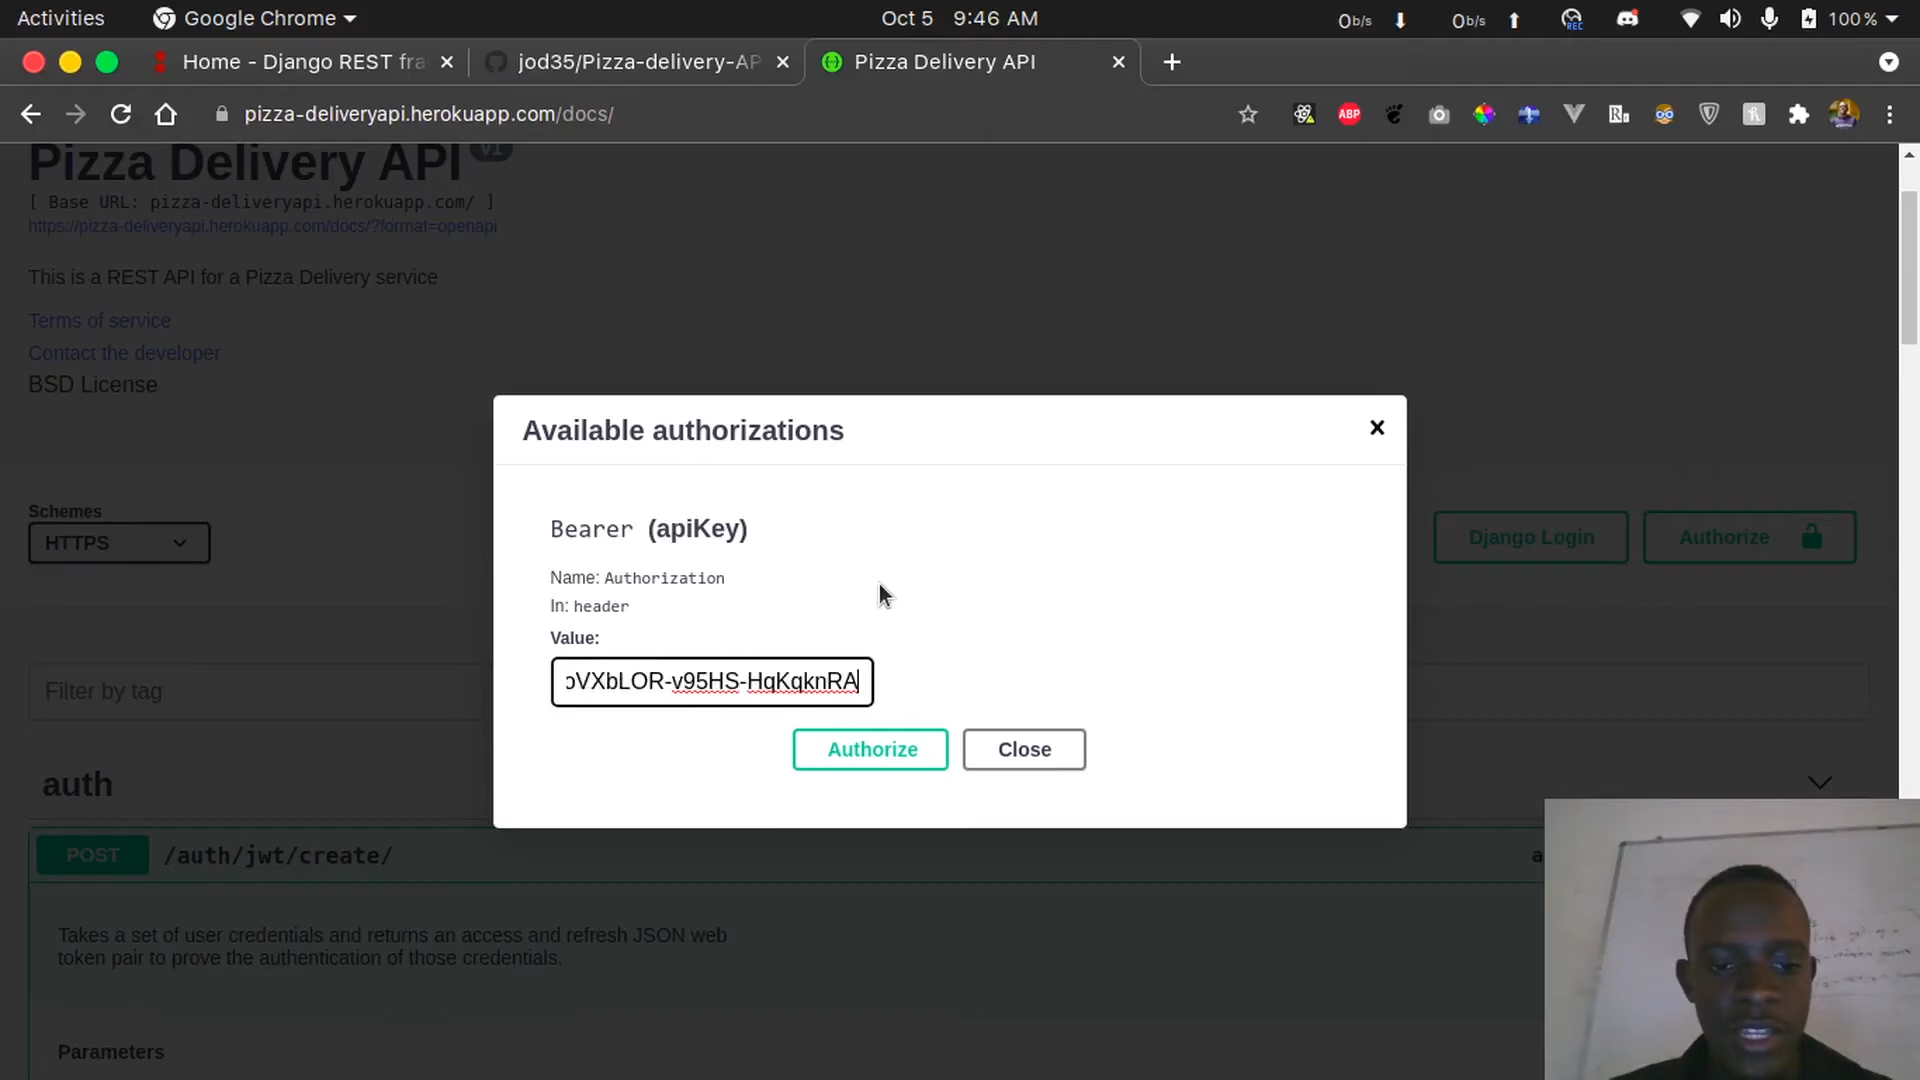 Activities
Google Chrome
Oct 5 9:46 AM
0b/s
0b/s
REC
100 %
Home - Django REST fra
jod35/Pizza-delivery-AP
Pizza Delivery API
pizza-deliveryapi.herokuapp.com/docs/
ABP
Pizza Delivery API
v1
[ Base URL: pizza-deliveryapi.herokuapp.com/ ]
https://pizza-deliveryapi.herokuapp.com/docs/?format=openapi
This is a REST API for a Pizza Delivery service
Terms of service
Contact the developer
BSD License
Available authorizations
Bearer (apiKey)
Name: Authorization
In: header
Value:
oVXbLOR-v95HS-HqKqknRA
Authorize
Close
Schemes
HTTPS
Django Login
Authorize
Filter by tag
auth
POST
/auth/jwt/create/
Takes a set of user credentials and returns an access and refresh JSON web
token pair to prove the authentication of those credentials.
Parameters